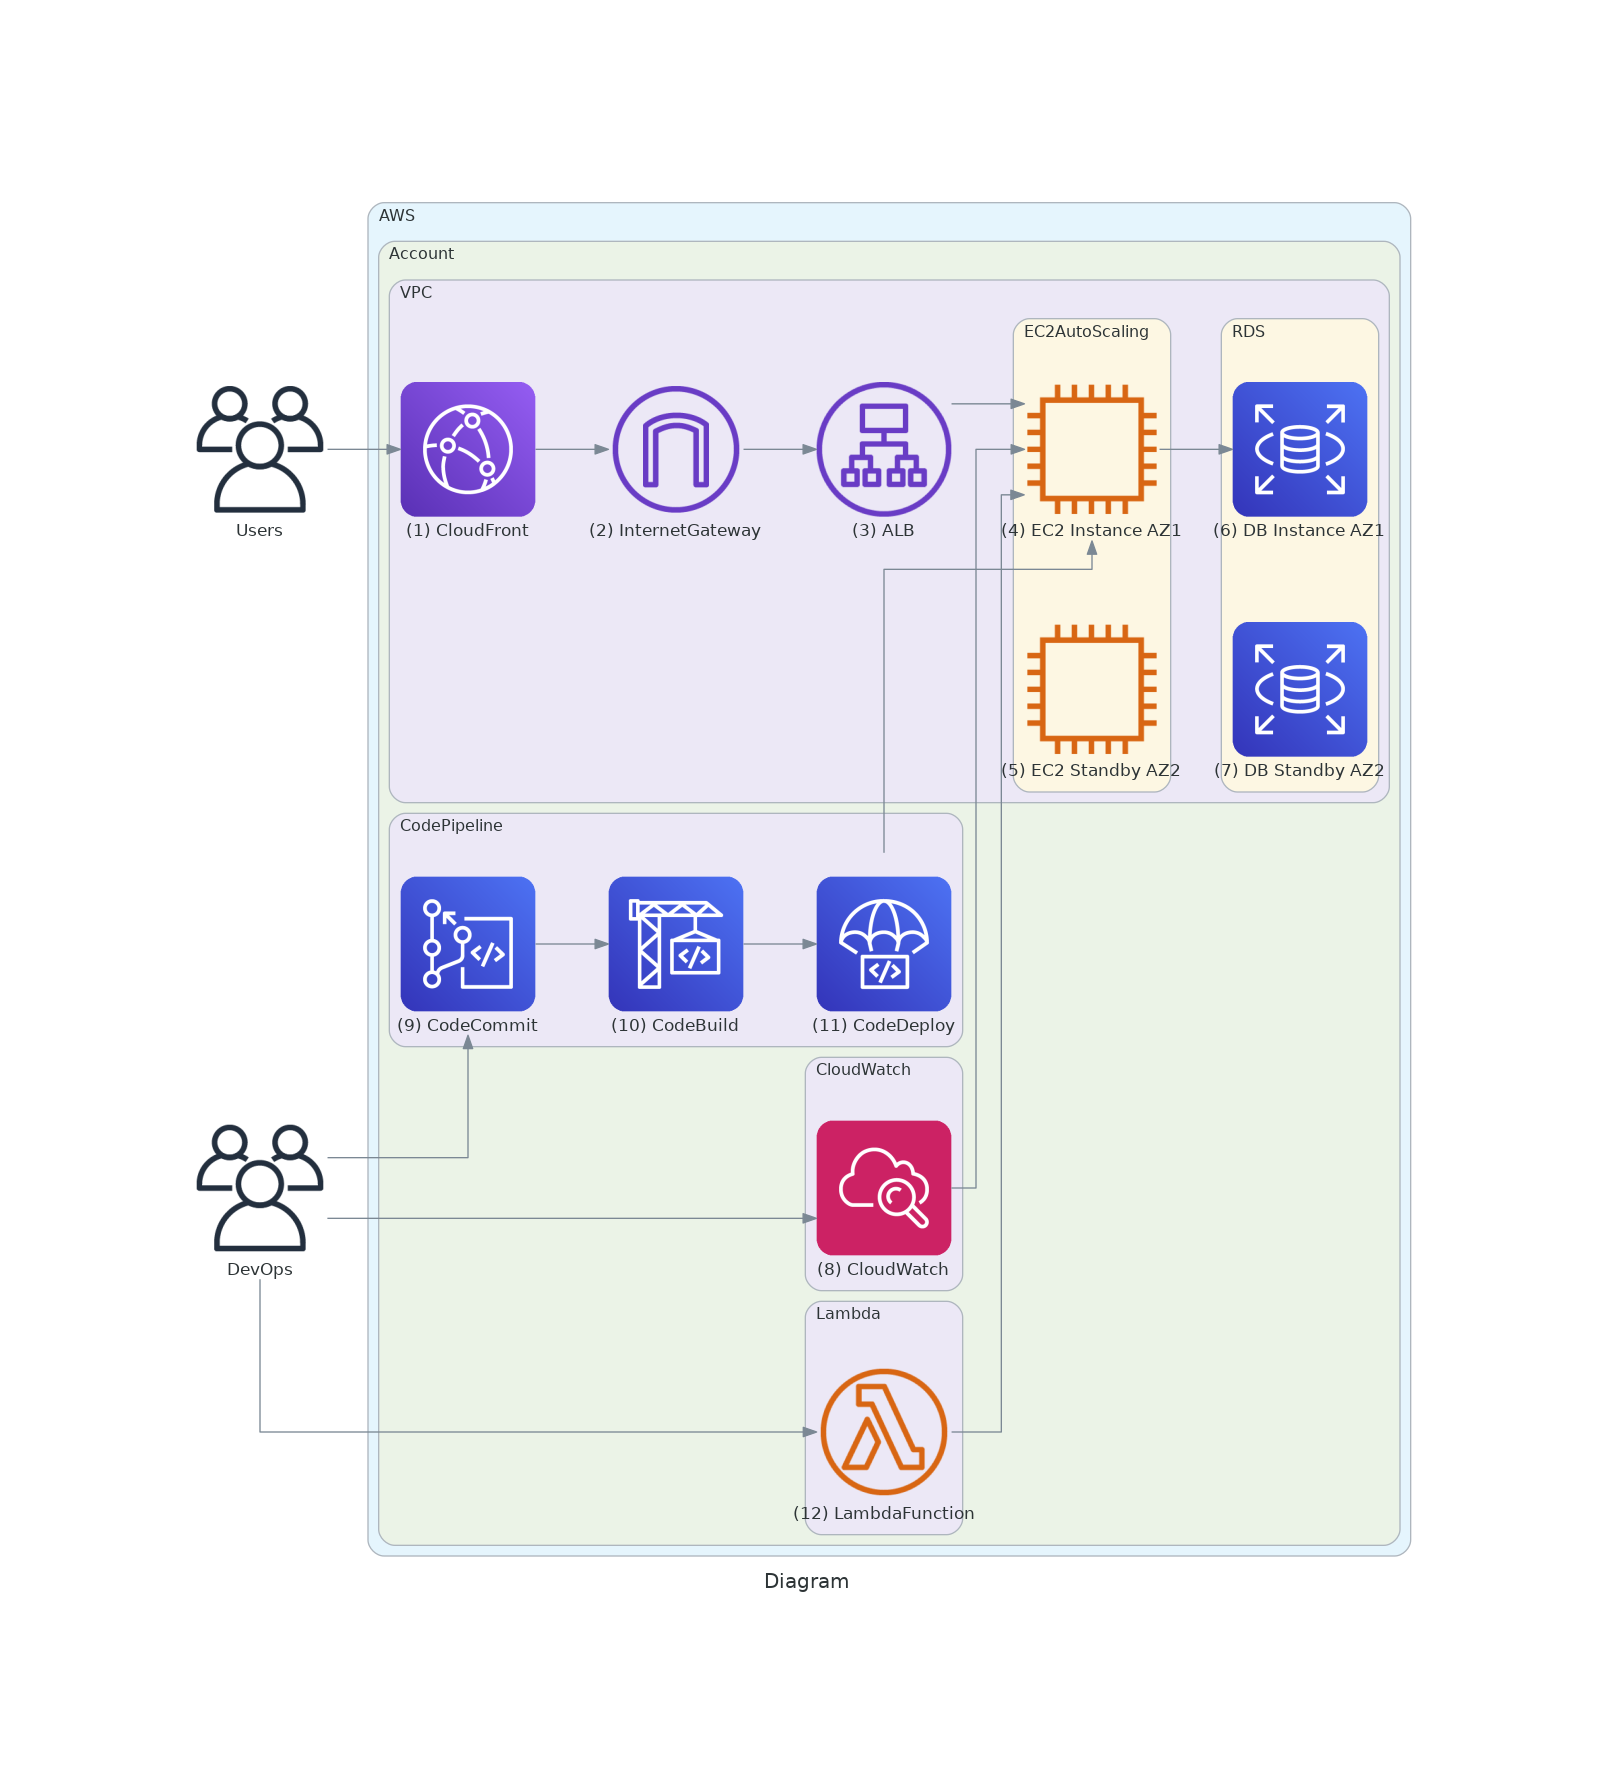 AWS
Account
VPC
EC2AutoScaling
RDS
Users
(1) CloudFront
(2) InternetGateway
(3) ALB
(4) EC2 Instance AZ1
(6) DB Instance AZ1
(5) EC2 Standby AZ2
(7) DB Standby AZ2
CodePipeline
(9) CodeCommit
(10) CodeBuild
(11) CodeDeploy
CloudWatch
DevOps
(8) CloudWatch
Lambda
(12) LambdaFunction
Diagram